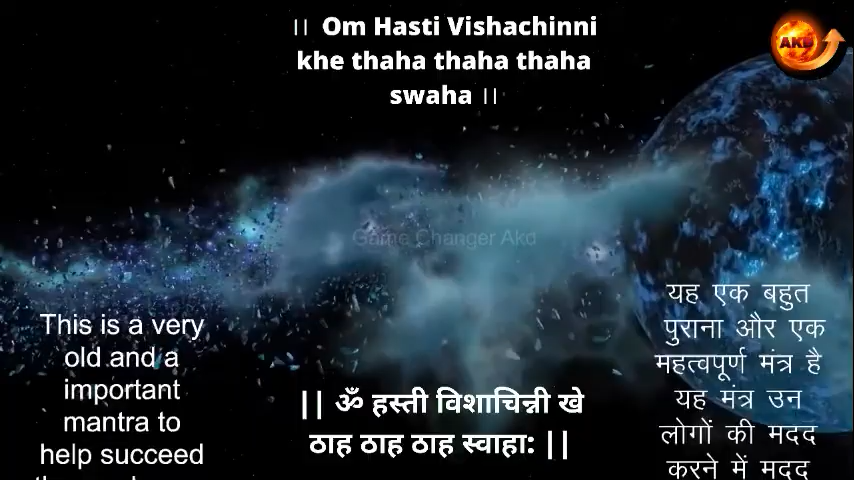 ।। Om Hasti Vishachinni
khe thaha thaha thaha
swaha ।।
AKD
Game Changer Akd
This is a very
old and a
important
mantra to
help succeed
|| ॐ हस्ती विशाचिन्नी खे
ठाह ठाह ठाह स्वाहा: ||
यह एक बहुत
पुराना और एक
महत्वपूर्ण मंत्र है
यह मंत्र उन
लोगों की मदद
करने में मदद